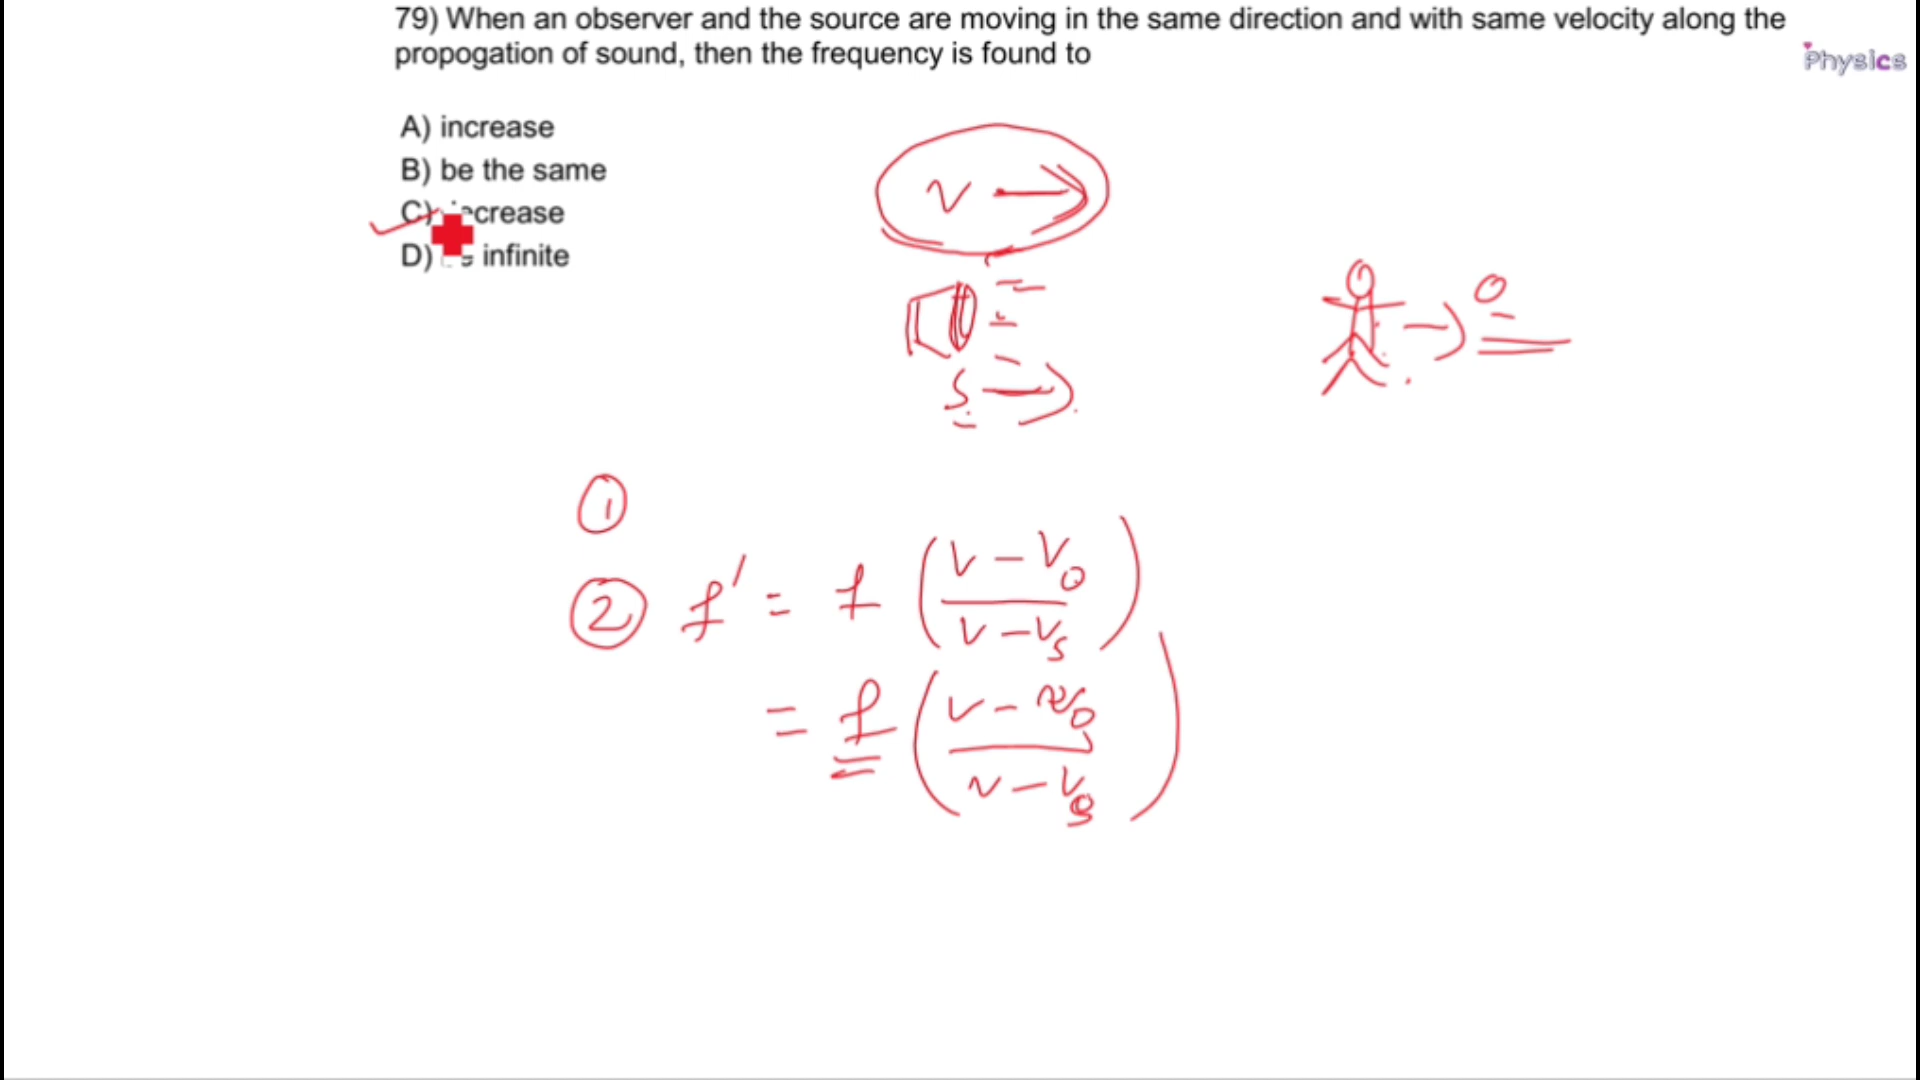 79) When an observer and the source are moving in the same direction and with same velocity along the
propogation of sound, then the frequency is found to
Physics
A) increase
B) be the same
C)
D) infinite
v →
O
S →
1
2 f' = f (v - v₀ / v - vₛ)
= f (v - v₀ / v -